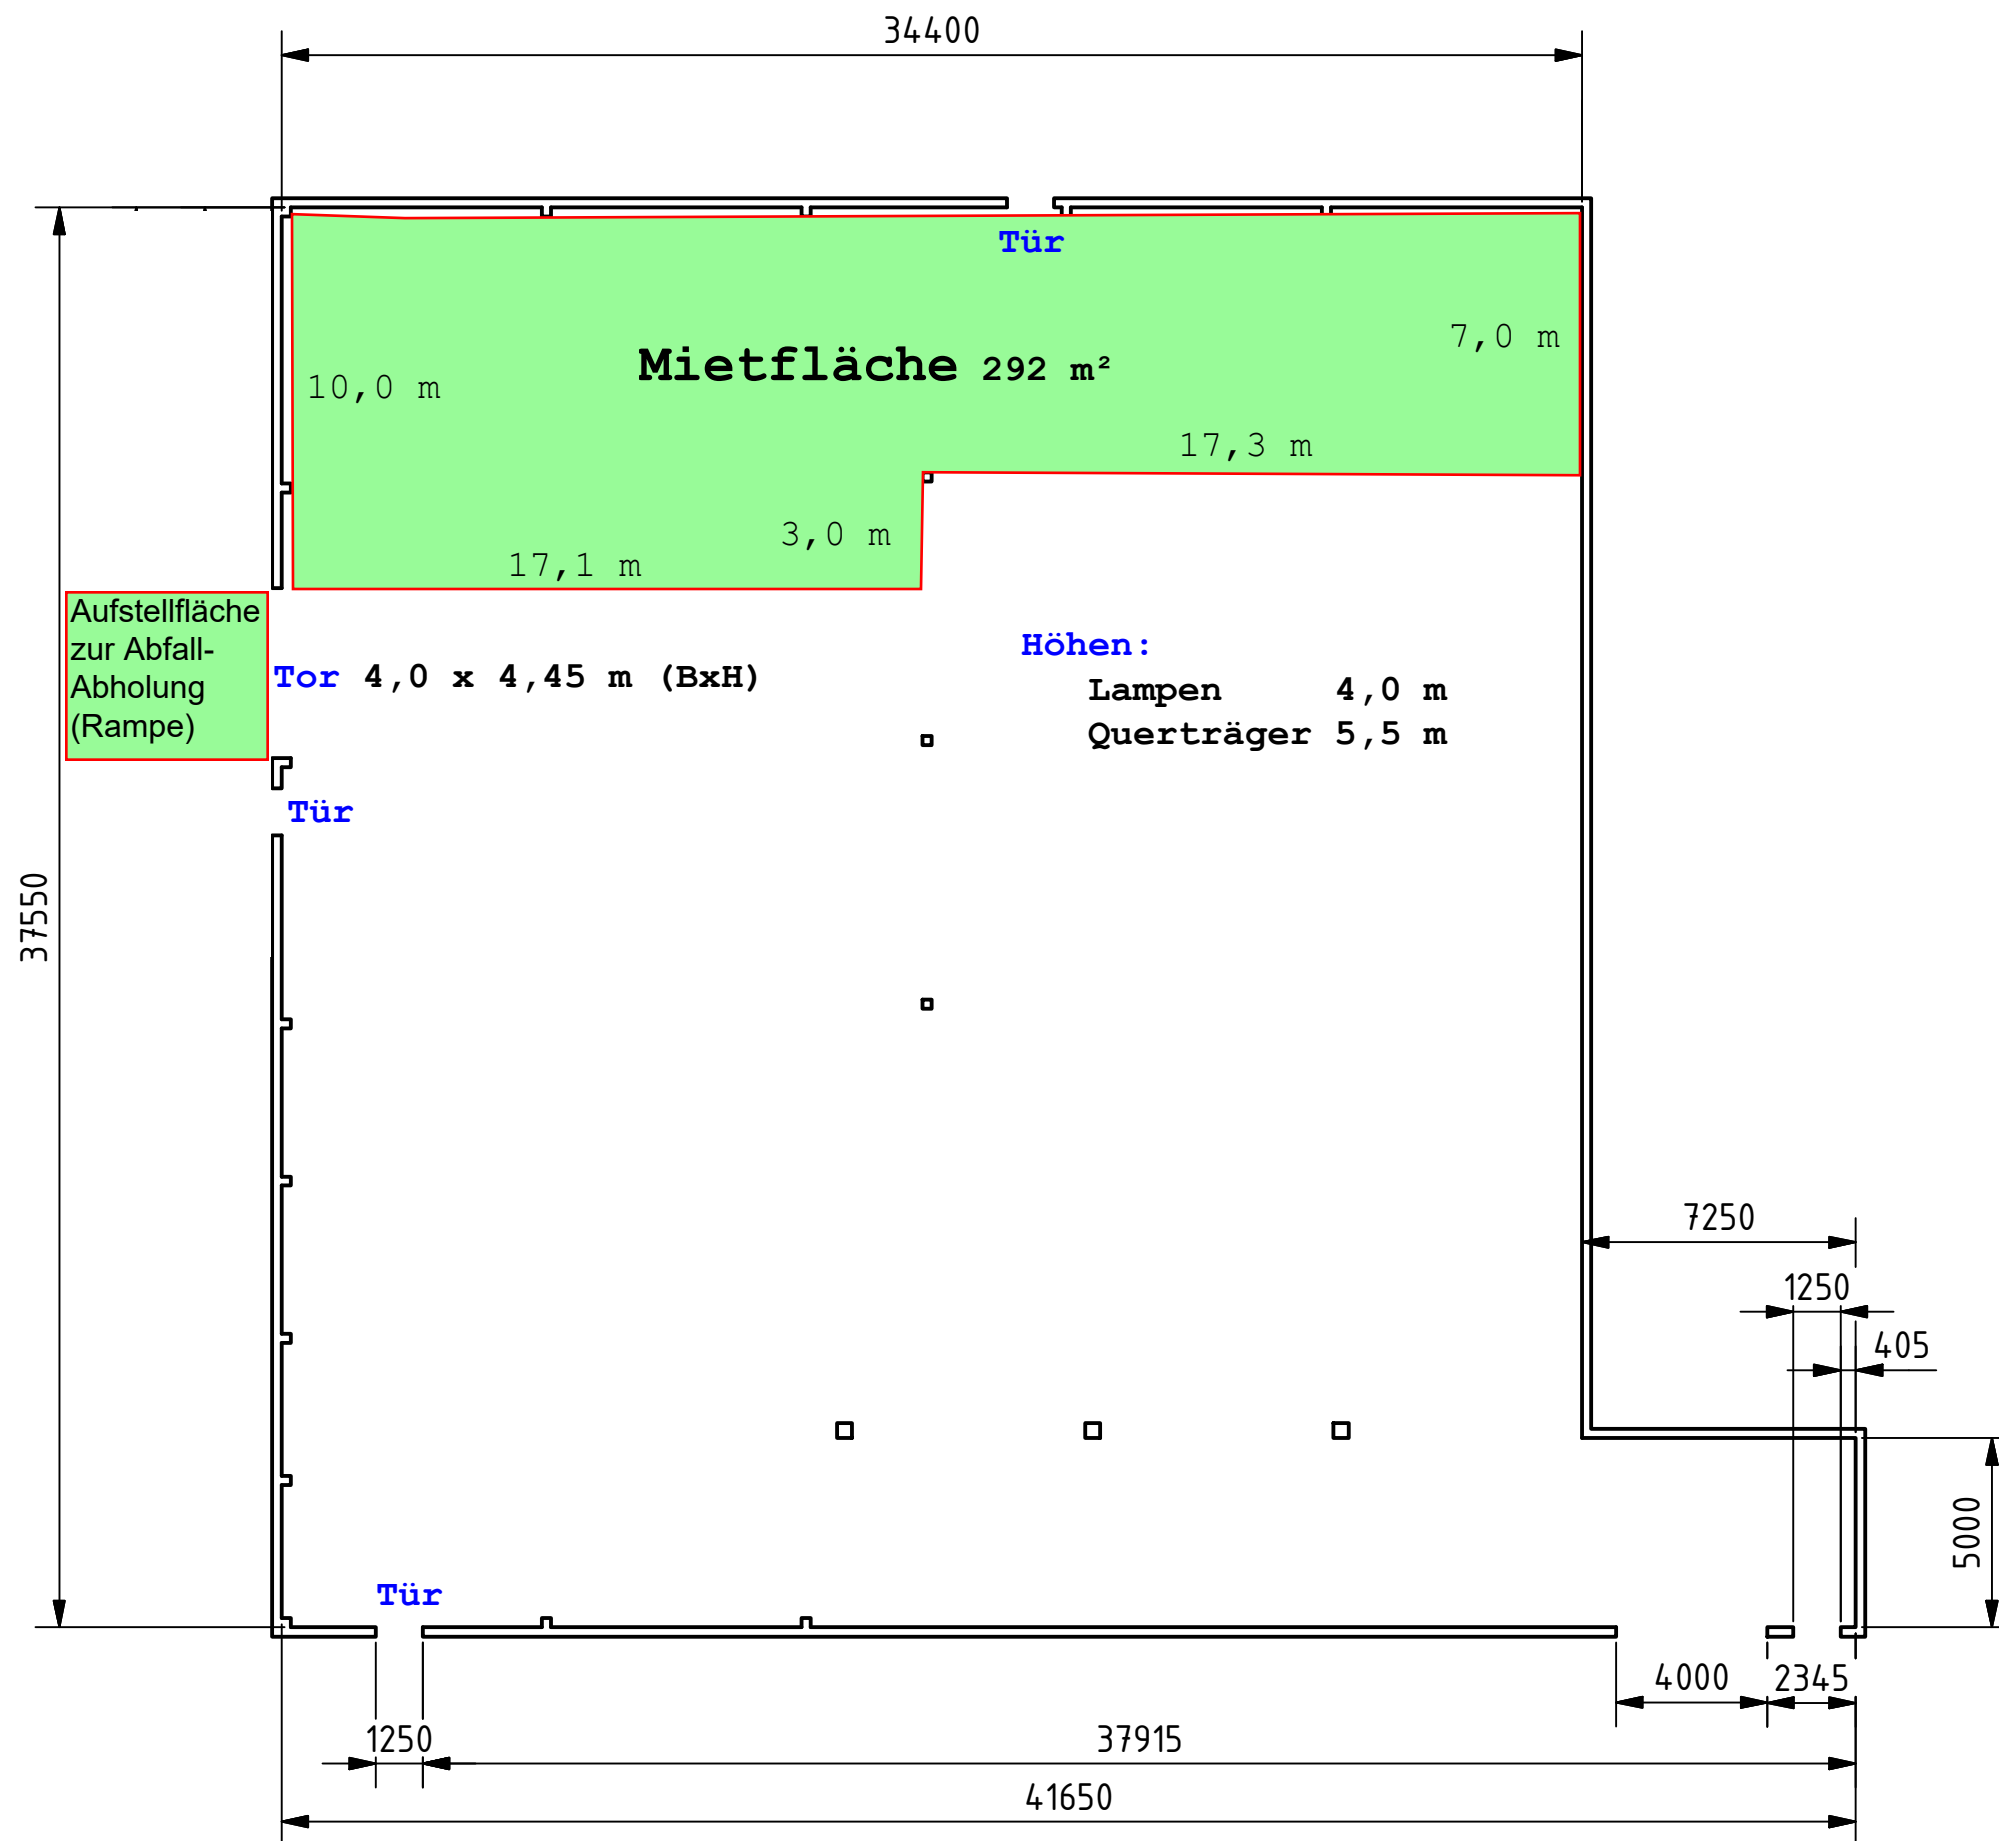 34400
Tür
7,0 m
Mietfläche 292 m²
10,0 m
17,3 m
3,0 m
17,1 m
Aufstellfläche
zur Abfall-
Abholung
(Rampe)
Tor 4,0 x 4,45 m (BxH)
Höhen:
Lampen 4,0 m
Querträger 5,5 m
Tür
37550
7250
1250
405
5000
Tür
4000
2345
1250
37915
41650